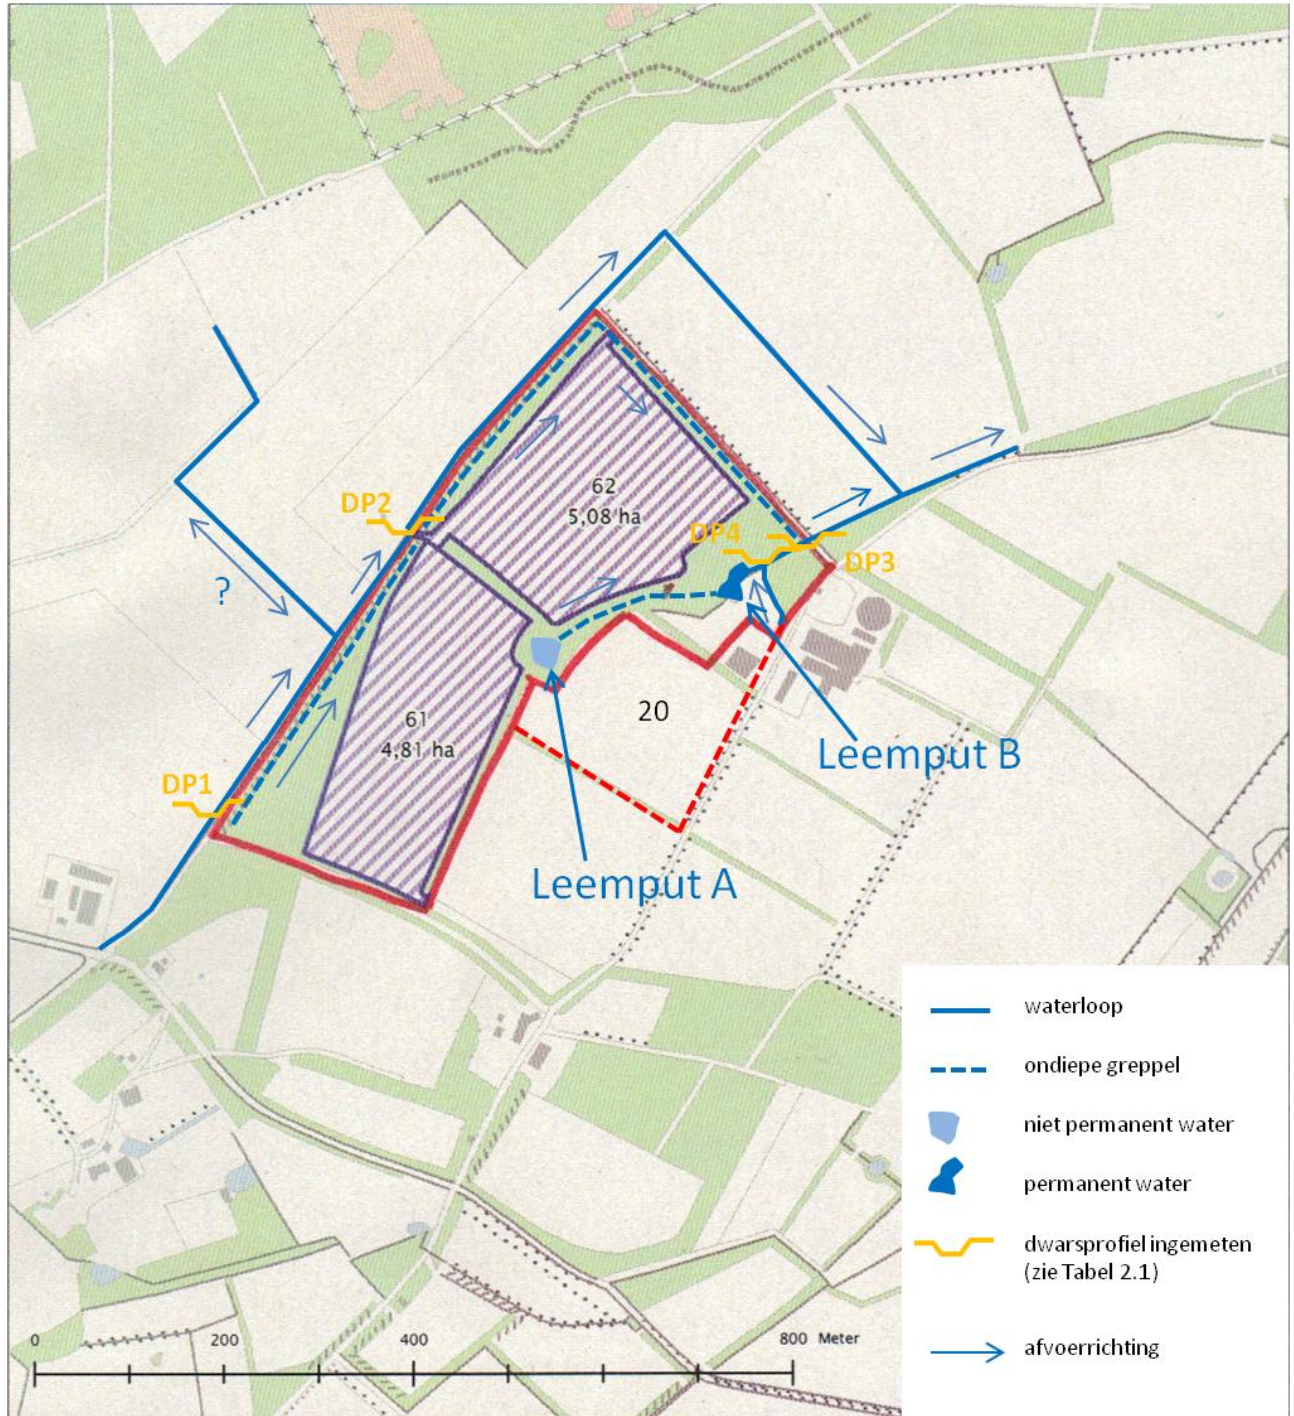 DP2
62
5,08 ha
DP4
DP3
?
20
61
4,81 ha
Leemput B
DP1
Leemput A
waterloop
ondiepe greppel
niet permanent water
permanent water
dwarsprofiel ingemeten
(zie Tabel 2.1)
afvoerrichting
0 200 400 800 Meter